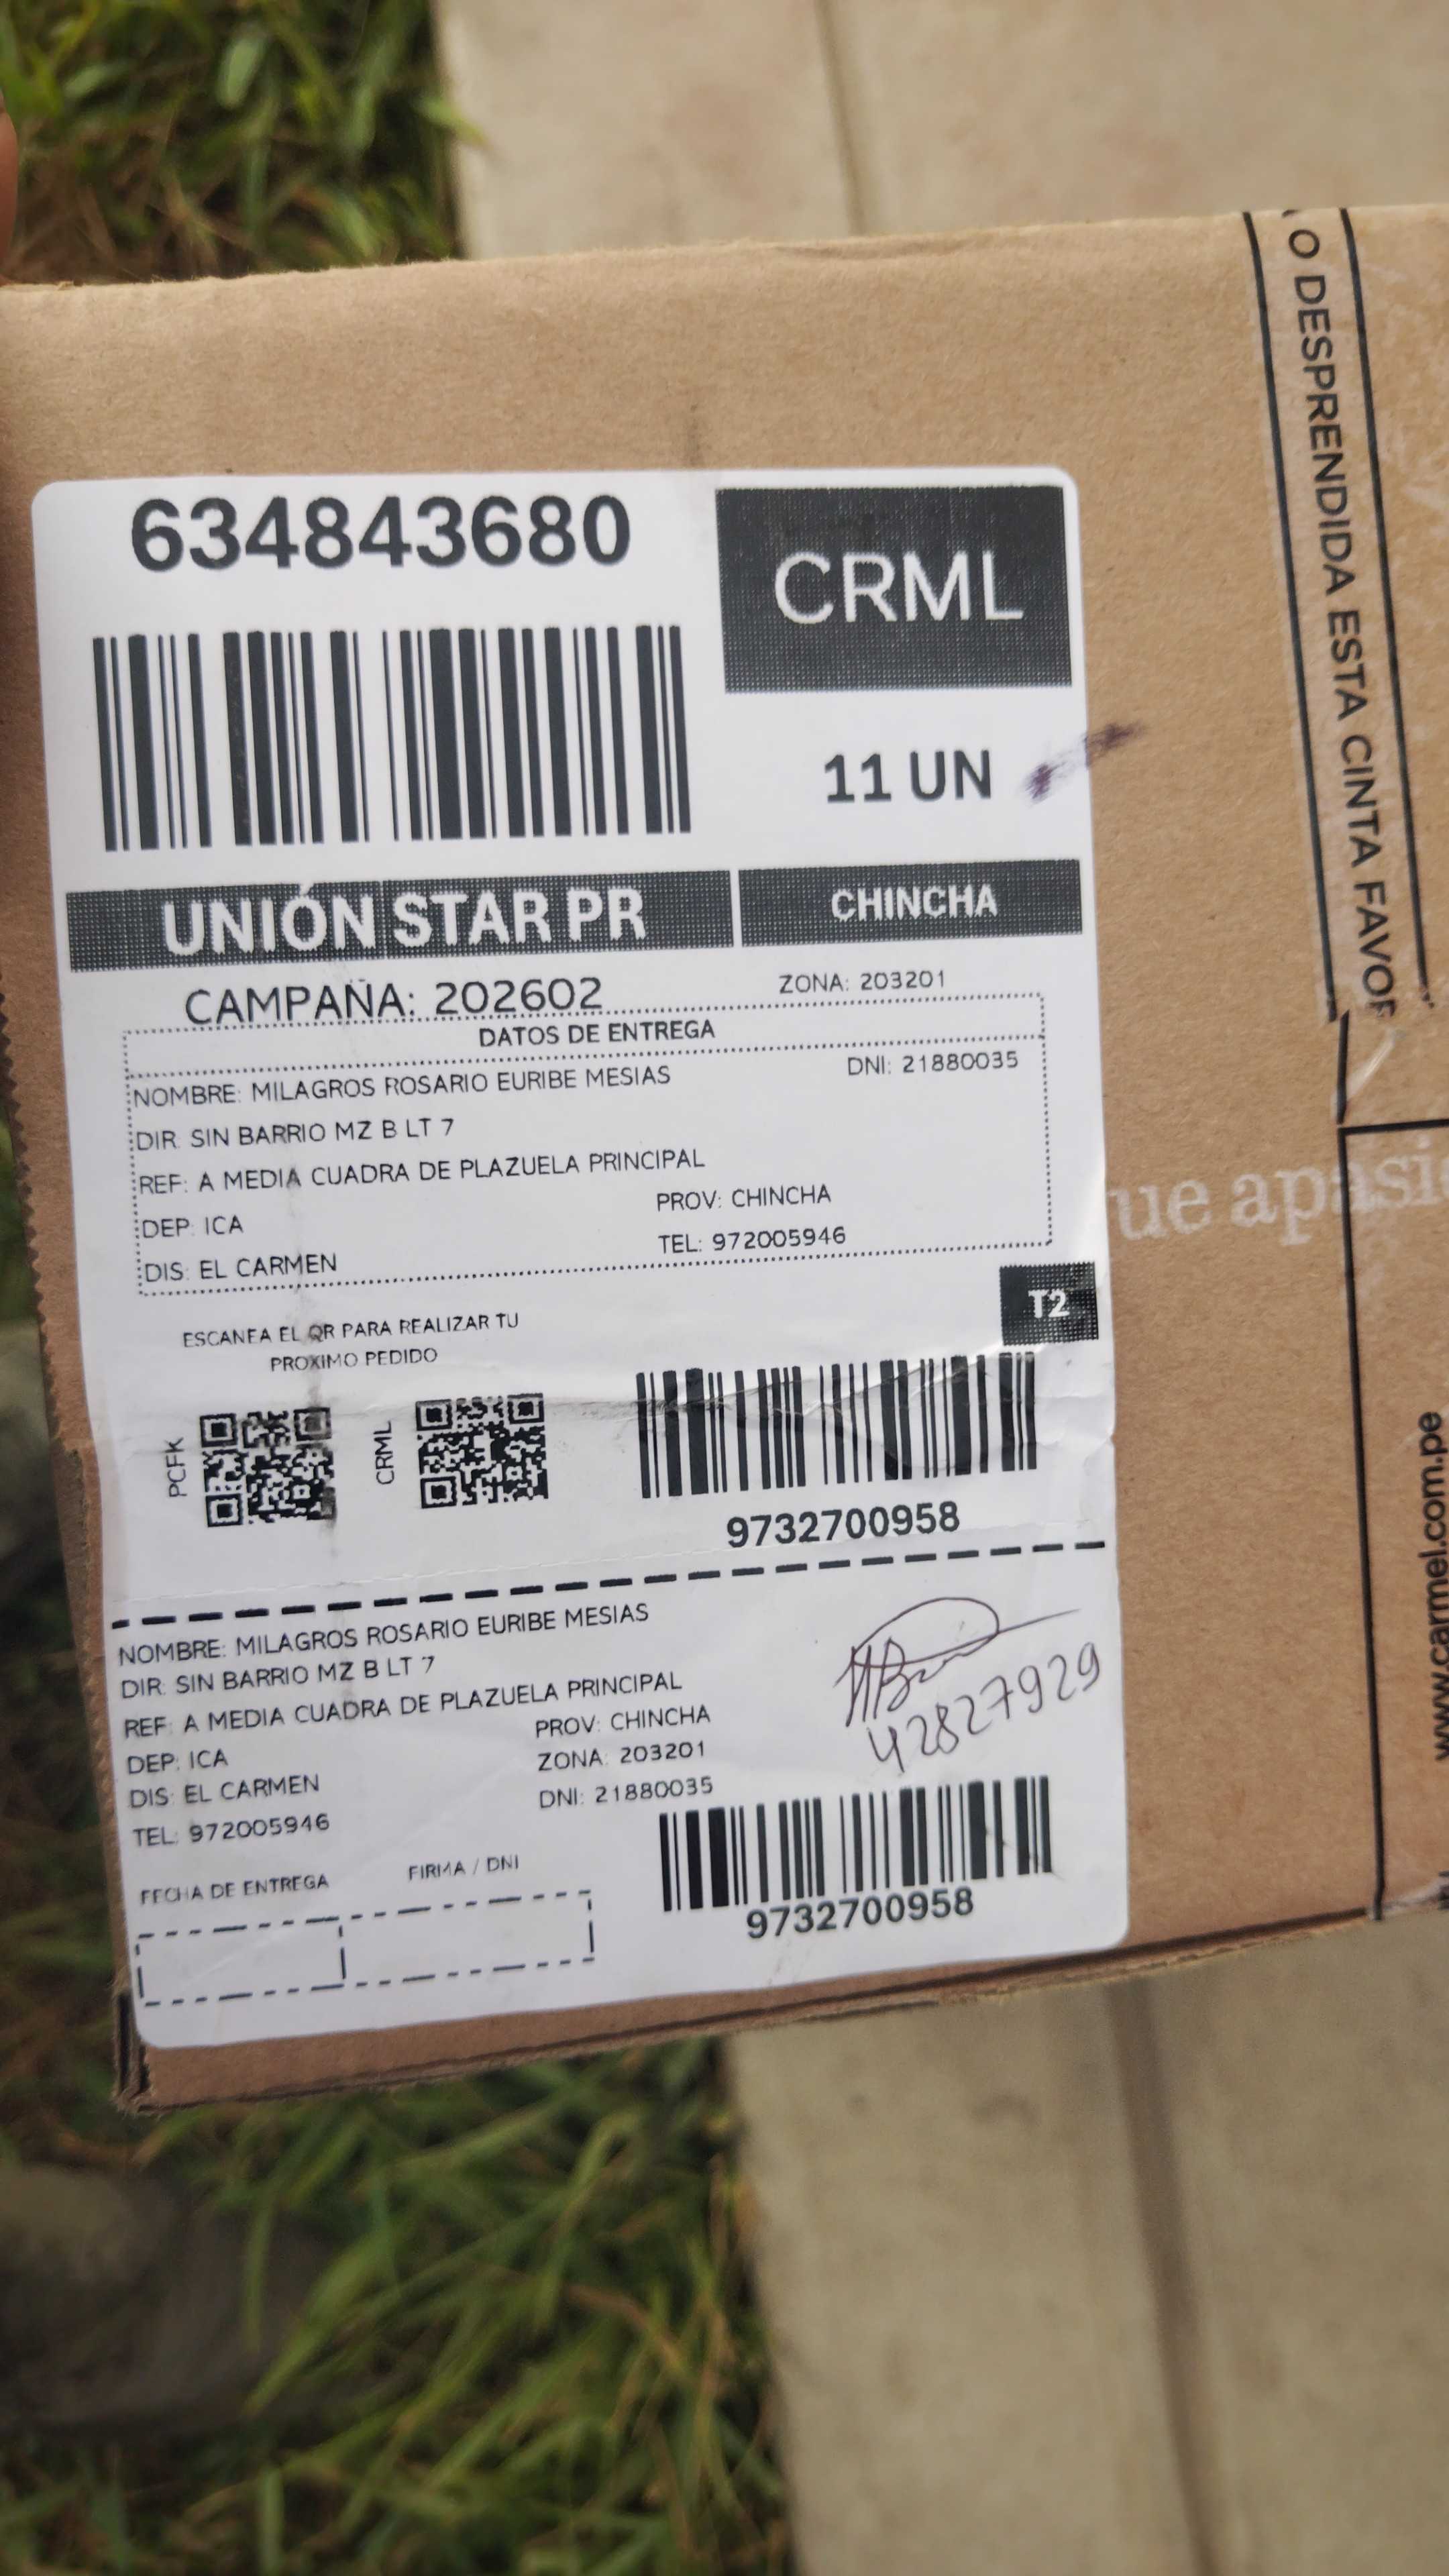 634843680
CRML
11 UN
UNIÓN STAR PR
CHINCHA
CAMPAÑA: 202602
ZONA: 203201
DATOS DE ENTREGA
NOMBRE: MILAGROS ROSARIO EURIBE MESIAS
DNI: 21880035
DIR: SIN BARRIO MZ B LT 7
REF: A MEDIA CUADRA DE PLAZUELA PRINCIPAL
DEP: ICA
PROV: CHINCHA
DIS: EL CARMEN
TEL: 972005946
T2
ESCANEA EL QR PARA REALIZAR TU
PROXIMO PEDIDO
PCFK
CRML
9732700958
NOMBRE: MILAGROS ROSARIO EURIBE MESIAS
DIR: SIN BARRIO MZ B LT 7
REF: A MEDIA CUADRA DE PLAZUELA PRINCIPAL
DEP: ICA
PROV: CHINCHA
DIS: EL CARMEN
ZONA: 203201
TEL: 972005946
DNI: 21880035
42827929
FECHA DE ENTREGA
FIRMA / DNI
9732700958
O DESPRENDIDA ESTA CINTA FAVOR
ue apasio
www.carmel.com.pe